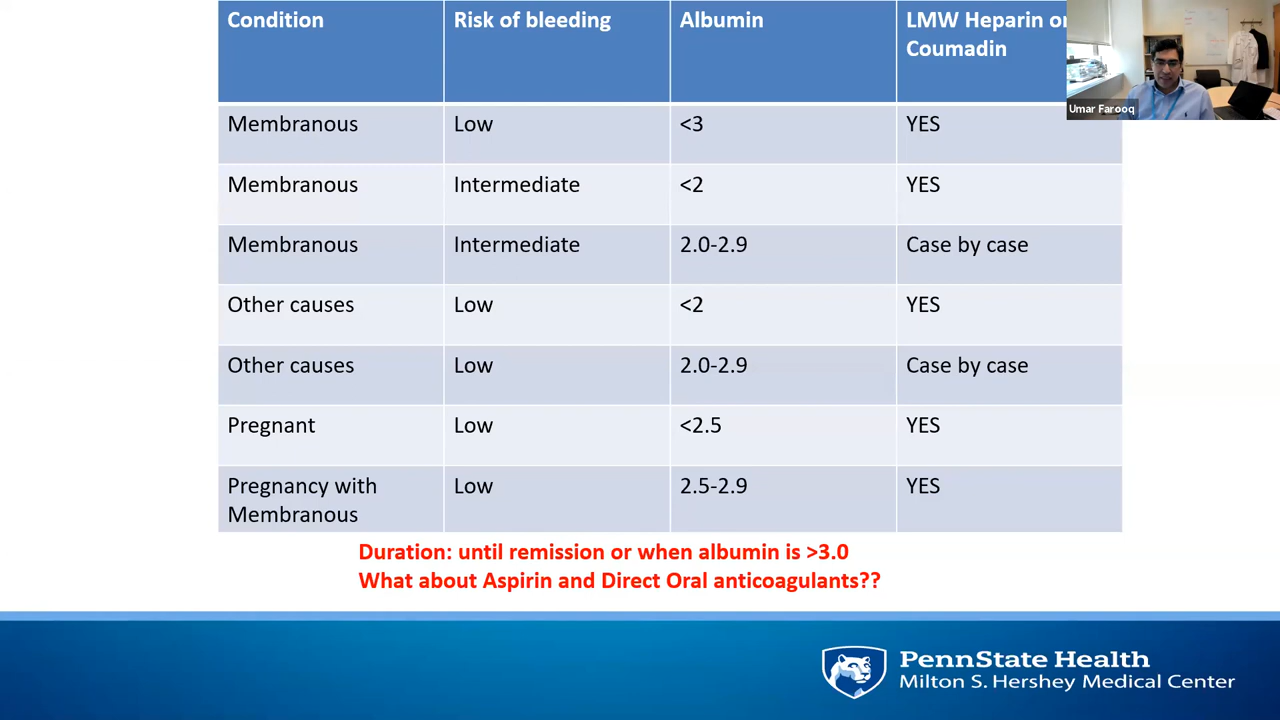 Condition Risk of bleeding Albumin LMW Heparin or
Coumadin
Umar Farooq
Membranous Low <3 YES
Membranous Intermediate <2 YES
Membranous Intermediate 2.0-2.9 Case by case
Other causes Low <2 YES
Other causes Low 2.0-2.9 Case by case
Pregnant Low <2.5 YES
Pregnancy with Low 2.5-2.9 YES
Membranous
Duration: until remission or when albumin is >3.0
What about Aspirin and Direct Oral anticoagulants??
PennState Health
Milton S. Hershey Medical Center